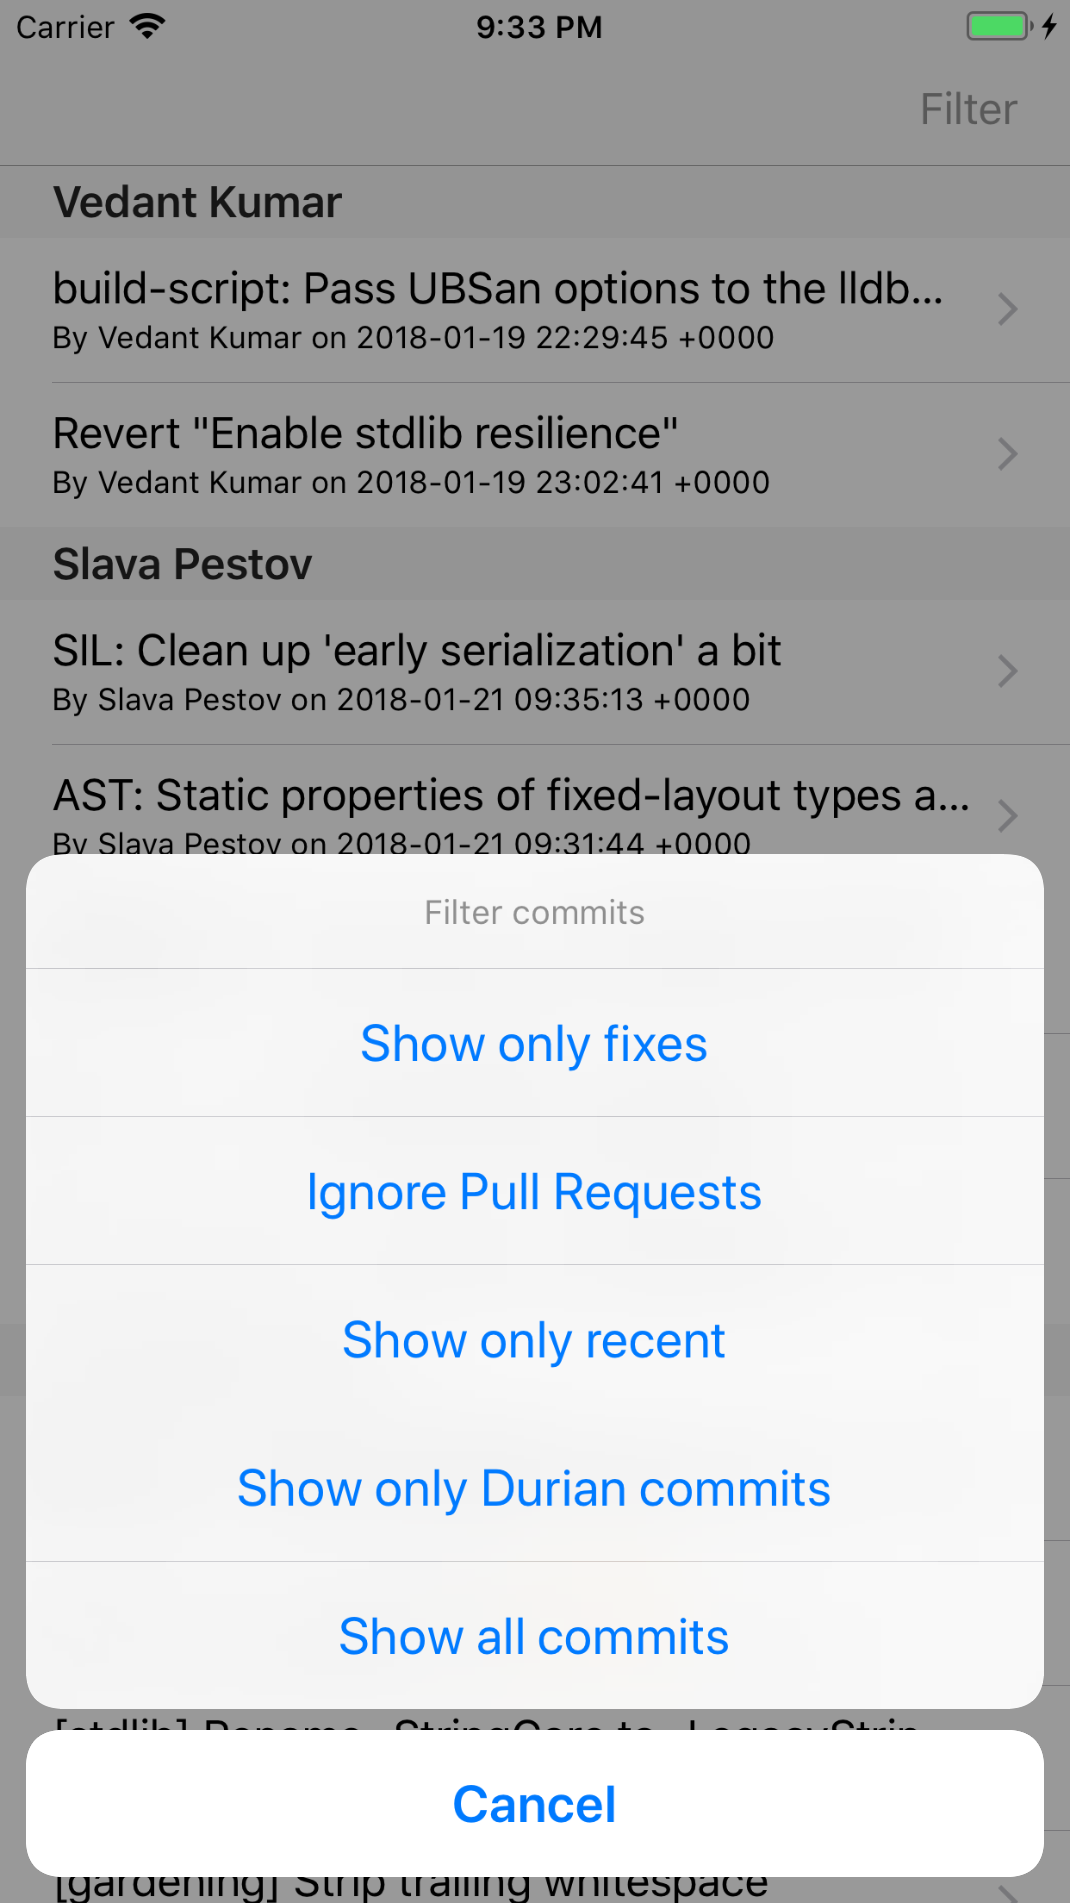 Carrier 9:33 PM
Filter
Vedant Kumar
build-script: Pass UBSan options to the lldb...
By Vedant Kumar on 2018-01-19 22:29:45 +0000
Revert "Enable stdlib resilience"
By Vedant Kumar on 2018-01-19 23:02:41 +0000
Slava Pestov
SIL: Clean up 'early serialization' a bit
By Slava Pestov on 2018-01-21 09:35:13 +0000
AST: Static properties of fixed-layout types a...
By Slava Pestov on 2018-01-21 09:31:44 +0000
Filter commits
Show only fixes
Ignore Pull Requests
Show only recent
Show only Durian commits
Show all commits
[stdlib] Rename _StringCore to _LegacyStrin...
Cancel
[gardening] Strip trailing whitespace